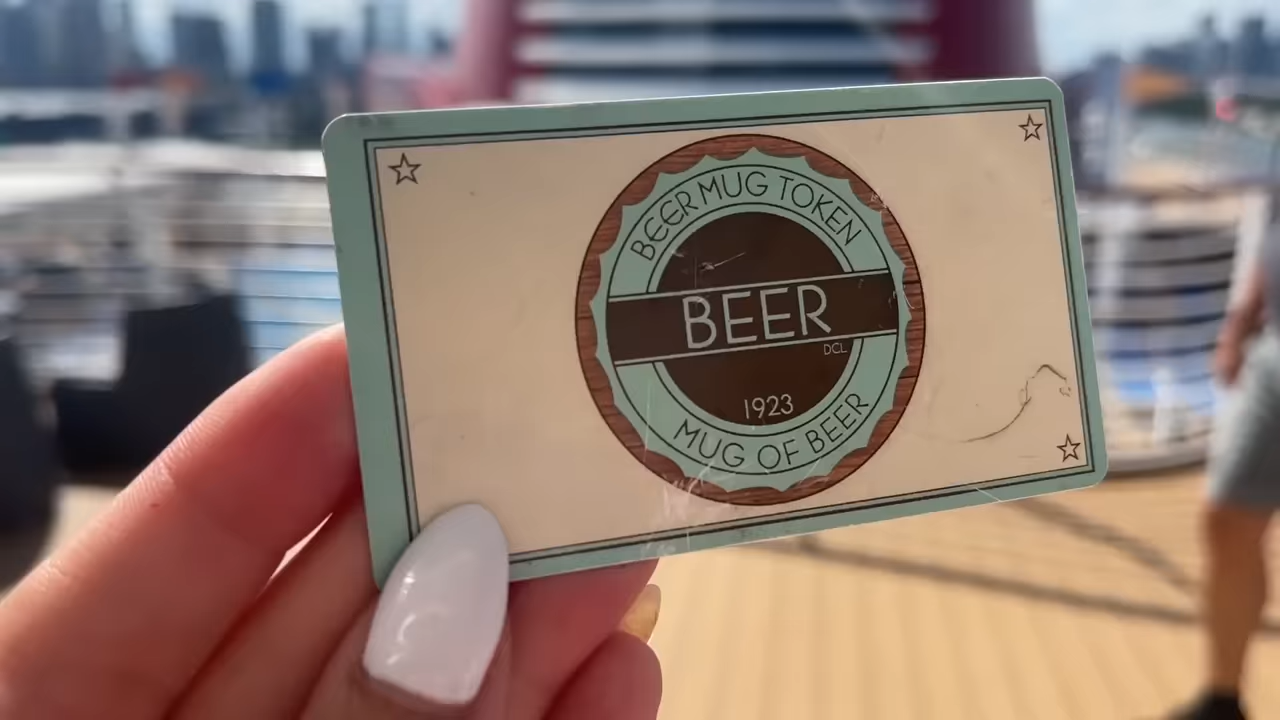 BEER MUG TOKEN
BEER
DCL
1923
MUG OF BEER